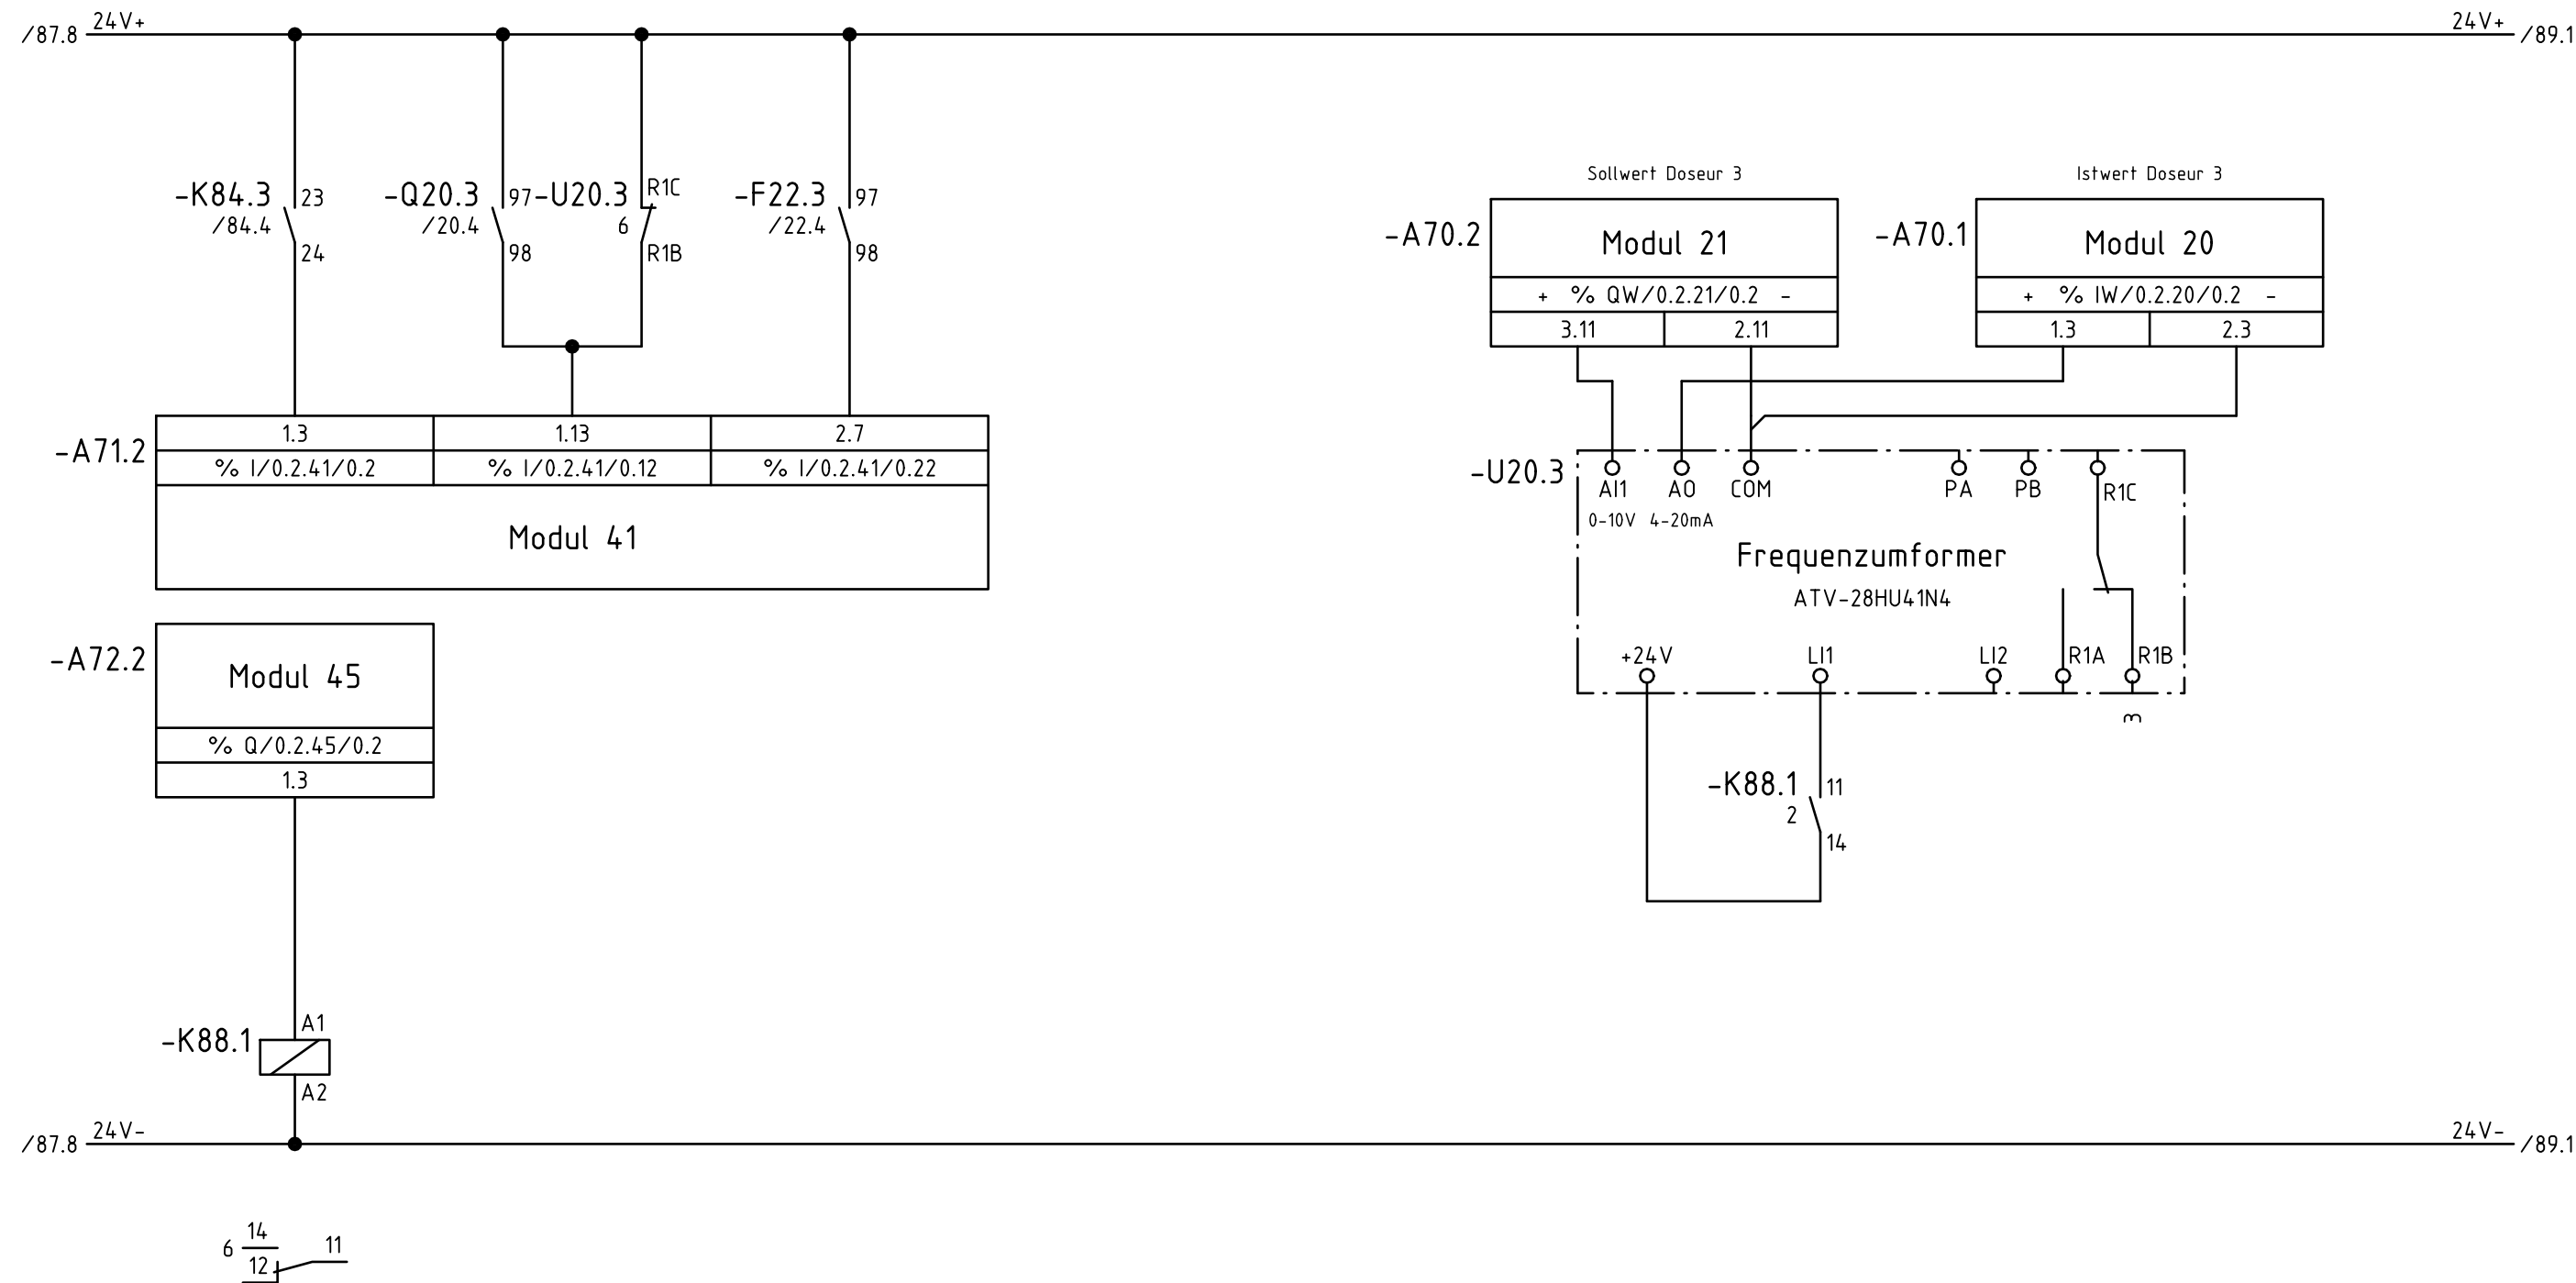 24V+
24V+
/87.8
/89.1
Sollwert Doseur 3
Istwert Doseur 3
-K84.3
23
/84.4
24
-Q20.3
97
/20.4
98
-U20.3
R1C
6
R1B
-F22.3
97
/22.4
98
-A70.2
Modul 21
+ % QW/0.2.21/0.2 -
3.11
2.11
-A70.1
Modul 20
+ % IW/0.2.20/0.2 -
1.3
2.3
-A71.2
1.3
1.13
2.7
% I/0.2.41/0.2
% I/0.2.41/0.12
% I/0.2.41/0.22
Modul 41
-U20.3
AI1
AO
COM
PA
PB
R1C
0-10V
4-20mA
Frequenzumformer
ATV-28HU41N4
+24V
LI1
LI2
R1A
R1B
3
-A72.2
Modul 45
% Q/0.2.45/0.2
1.3
-K88.1
11
2
14
-K88.1
A1
A2
24V-
24V-
/87.8
/89.1
14
6
11
12